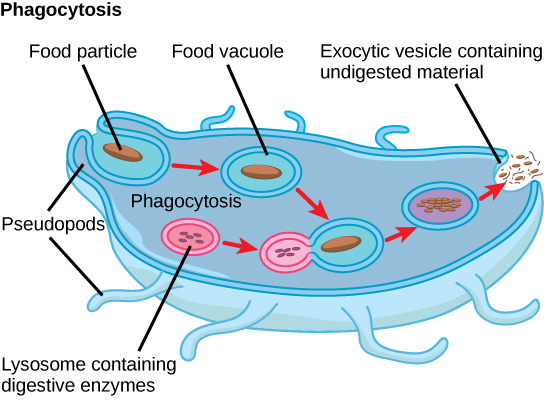 Phagocytosis
Food particle
Food vacuole
Exocytic vesicle containing
undigested material
Phagocytosis
Pseudopods
Lysosome containing
digestive enzymes